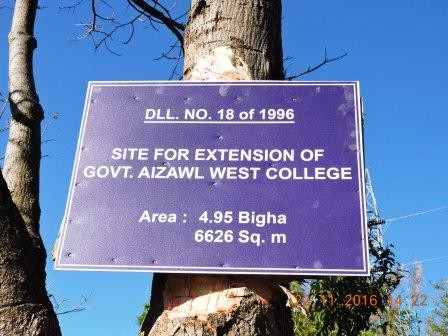 DLL. NO. 18 of 1996
SITE FOR EXTENSION OF
GOVT. AIZAWL WEST COLLEGE
Area : 4.95 Bigha
6626 Sq. m
11 2016 14 22